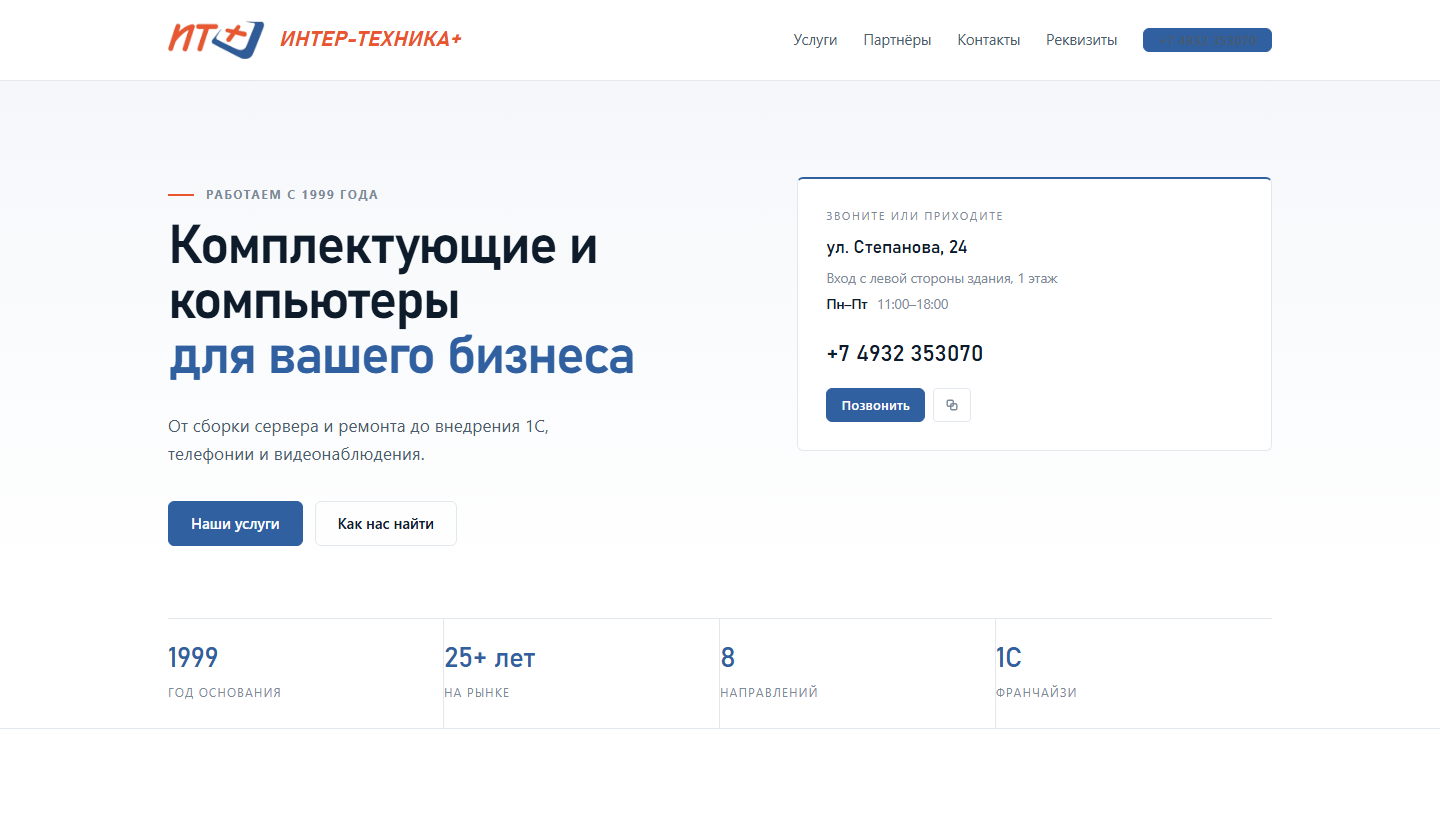 ИТ+
ИНТЕР-ТЕХНИКА+
Услуги
Партнёры
Контакты
Реквизиты
+7 4932 353070
РАБОТАЕМ С 1999 ГОДА
Комплектующие и
компьютеры
для вашего бизнеса
От сборки сервера и ремонта до внедрения 1С,
телефонии и видеонаблюдения.
Наши услуги
Как нас найти
ЗВОНИТЕ ИЛИ ПРИХОДИТЕ
ул. Степанова, 24
Вход с левой стороны здания, 1 этаж
Пн–Пт 11:00–18:00
+7 4932 353070
Позвонить
1999
ГОД ОСНОВАНИЯ
25+ лет
НА РЫНКЕ
8
НАПРАВЛЕНИЙ
1С
ФРАНЧАЙЗИ